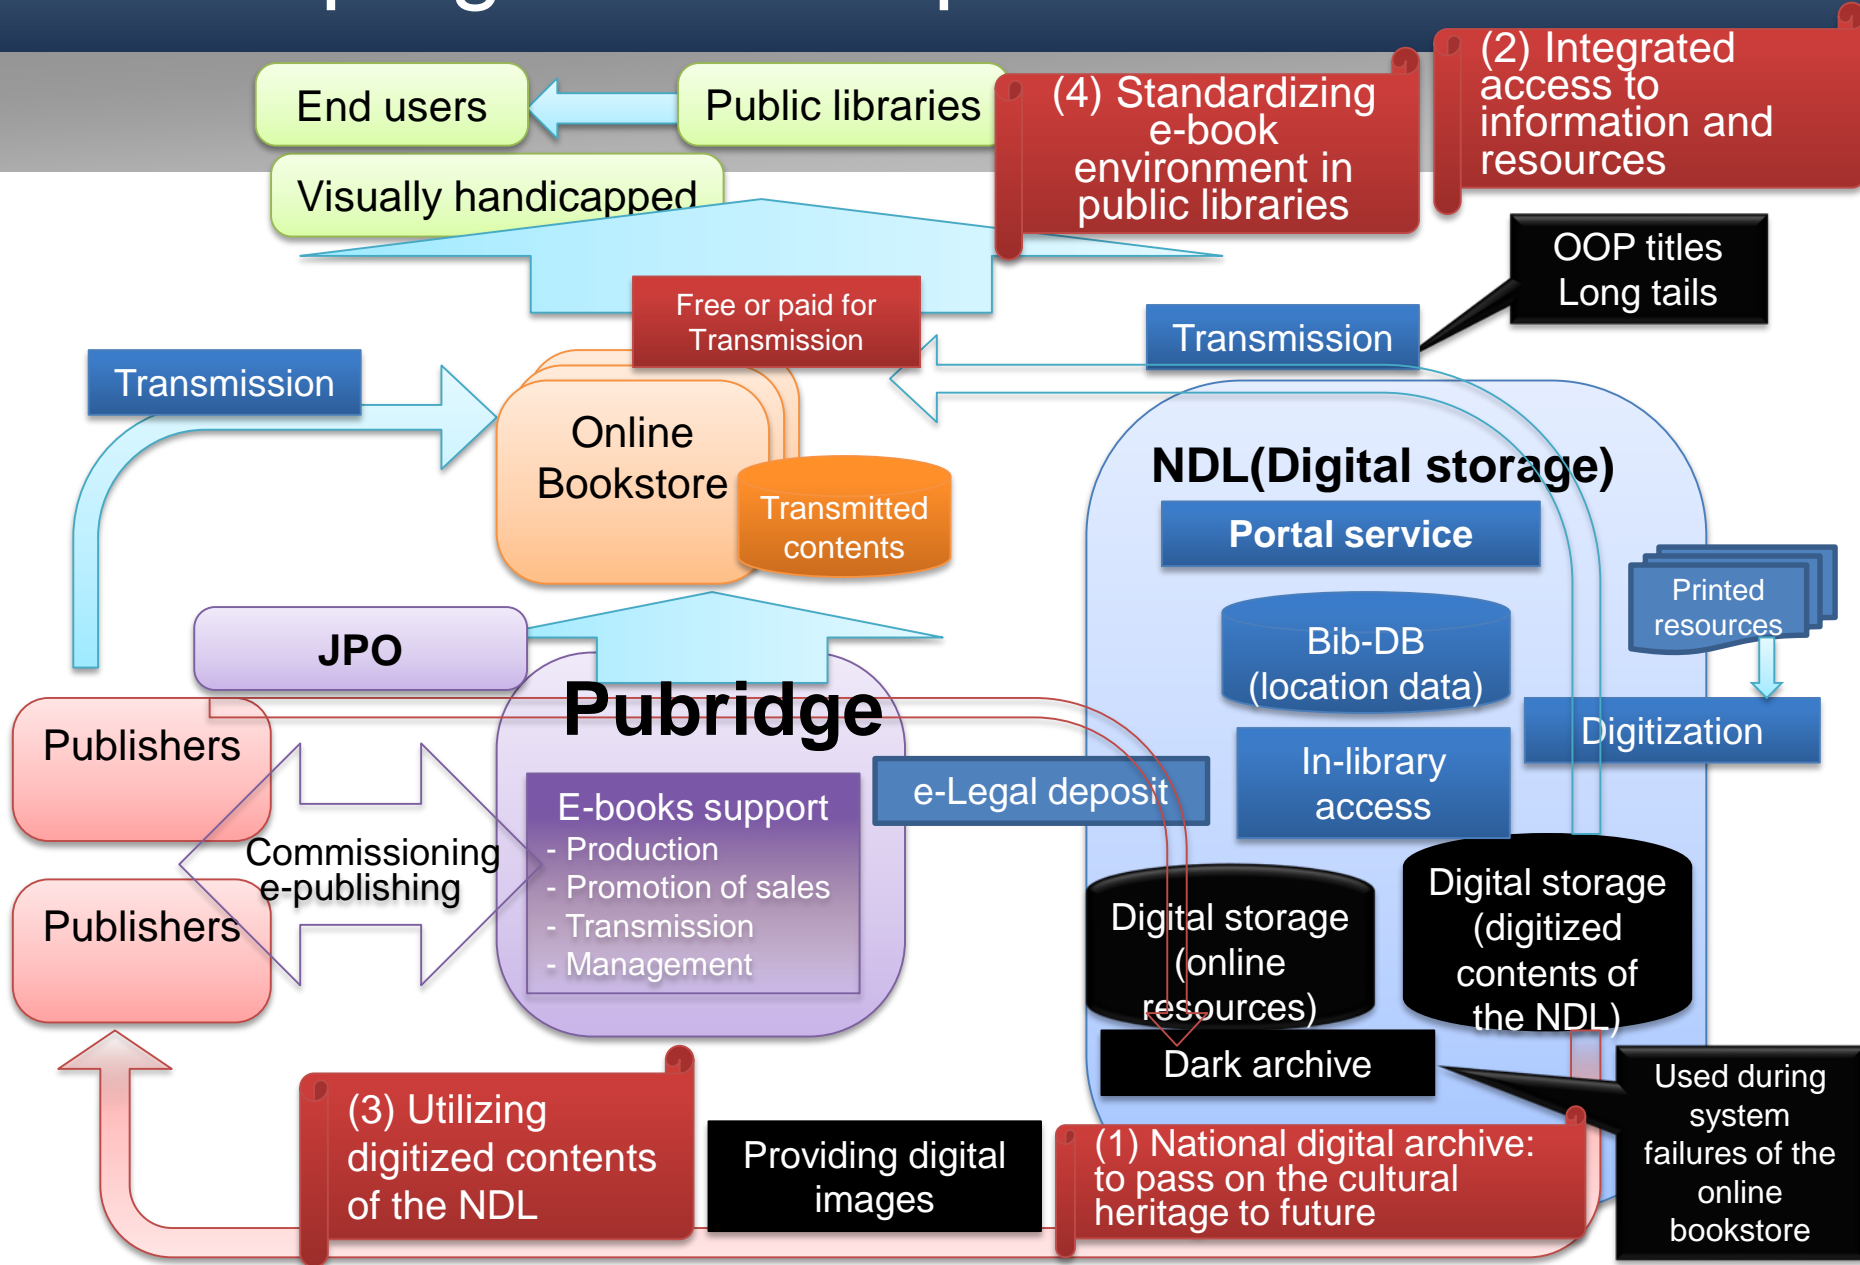 End users
Public libraries
Visually handicapped
(4) Standardizing
e-book
environment in
public libraries
(2) Integrated
access to
information and
resources
OOP titles
Long tails
Free or paid for
Transmission
Transmission
Transmission
Online
Bookstore
Transmitted
contents
NDL(Digital storage)
Portal service
Bib-DB
(location data)
In-library
access
Printed
resources
Digitization
JPO
Pubridge
Publishers
Publishers
Commissioning
e-publishing
E-books support
- Production
- Promotion of sales
- Transmission
- Management
e-Legal deposit
Digital storage
(online
resources)
Digital storage
(digitized
contents of
the NDL)
Dark archive
Used during
system
failures of the
online
bookstore
(3) Utilizing
digitized contents
of the NDL
Providing digital
images
(1) National digital archive:
to pass on the cultural
heritage to future